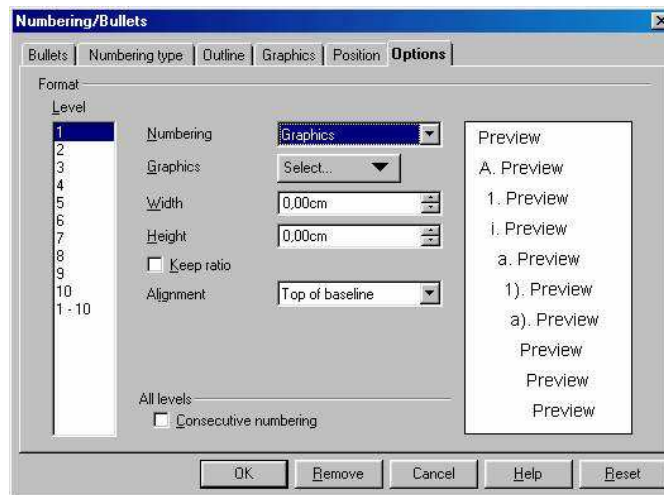 Numbering/Bullets
Bullets Numbering type Outline Graphics Position Options
Format
Level
1
2
3
4
5
6
7
8
9
10
1 - 10
Numbering Graphics
Graphics Select...
Width 0,00cm
Height 0,00cm
Keep ratio
Alignment Top of baseline
All levels
Consecutive numbering
Preview
A. Preview
1. Preview
i. Preview
a. Preview
1). Preview
a). Preview
Preview
Preview
Preview
OK Remove Cancel Help Reset